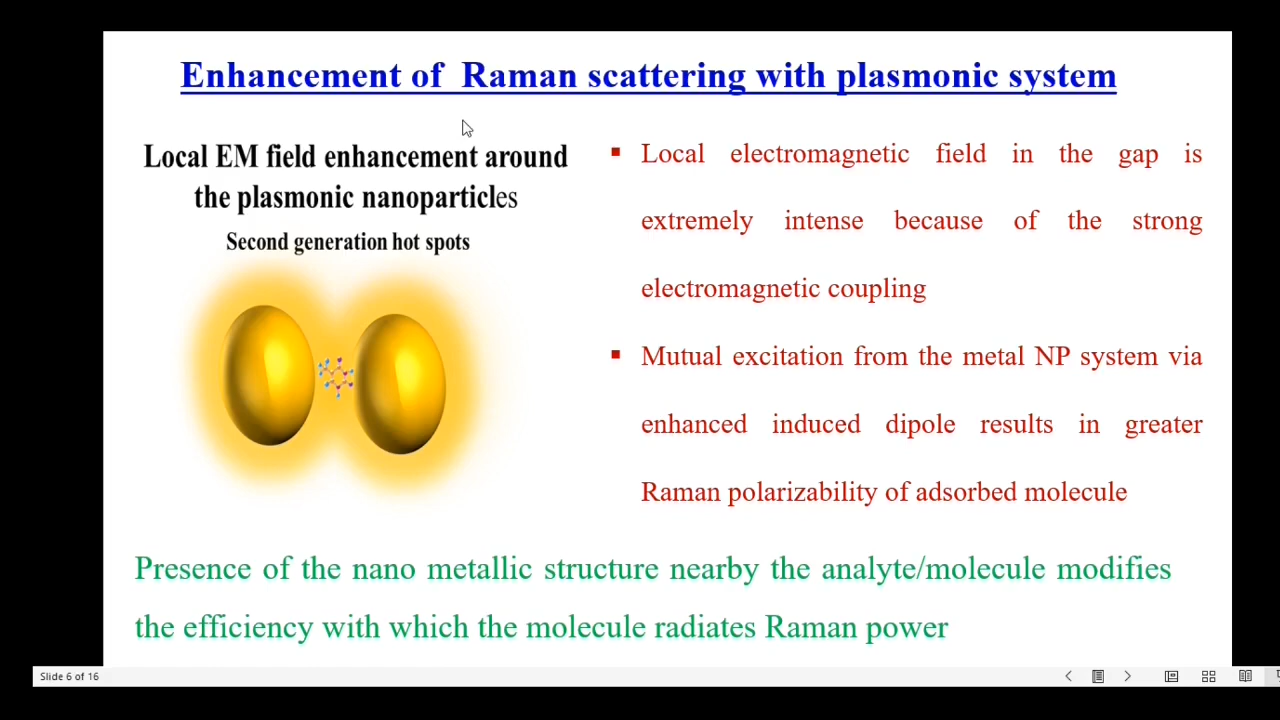 Enhancement of Raman scattering with plasmonic system
Local EM field enhancement around
the plasmonic nanoparticles
Second generation hot spots
▪ Local electromagnetic field in the gap is
extremely intense because of the strong
electromagnetic coupling
▪ Mutual excitation from the metal NP system via
enhanced induced dipole results in greater
Raman polarizability of adsorbed molecule
Presence of the nano metallic structure nearby the analyte/molecule modifies
the efficiency with which the molecule radiates Raman power
Slide 6 of 16